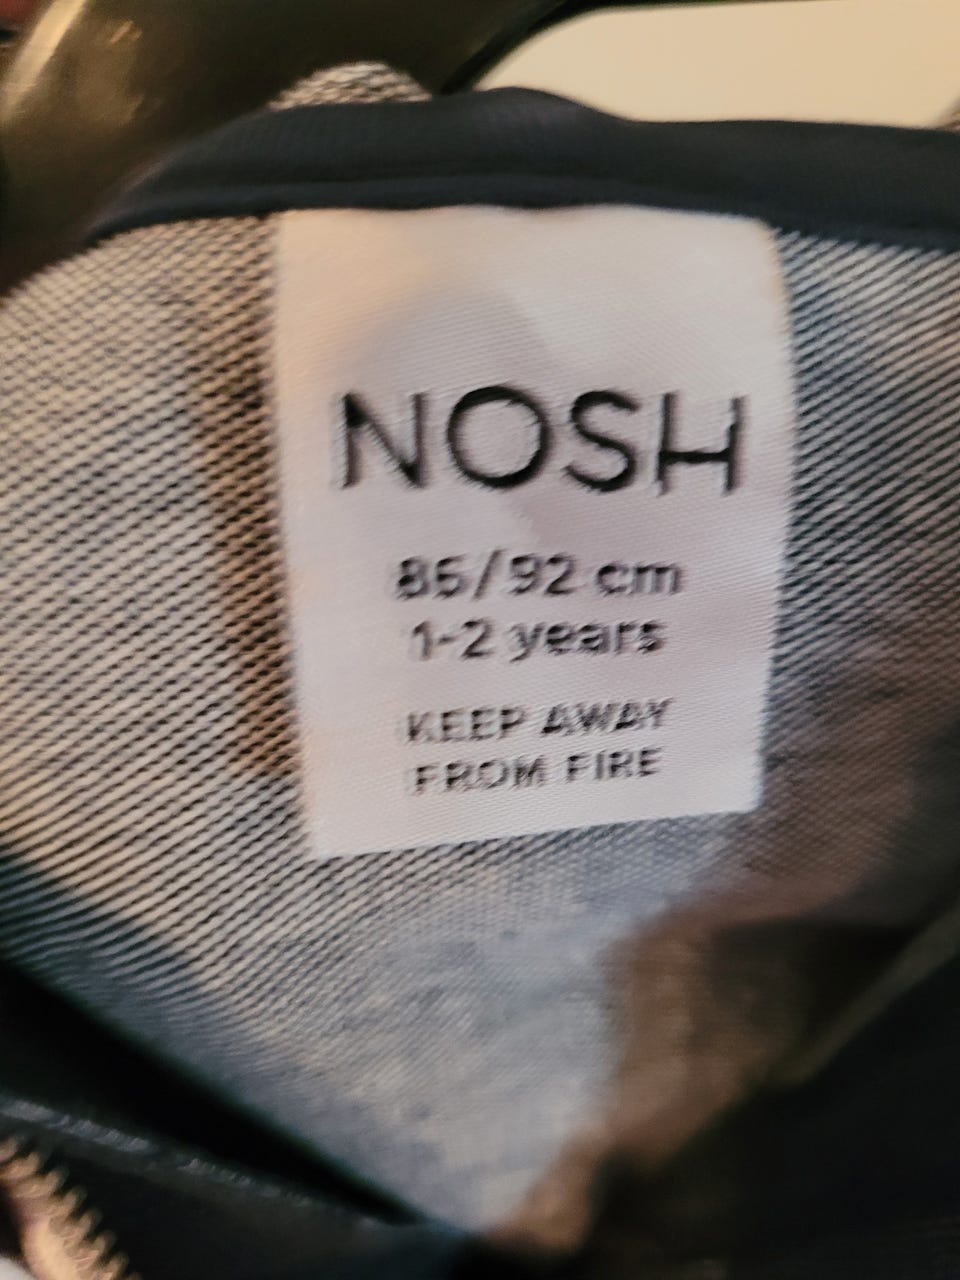 NOSH
86/92 cm
1-2 years
KEEP AWAY
FROM FIRE